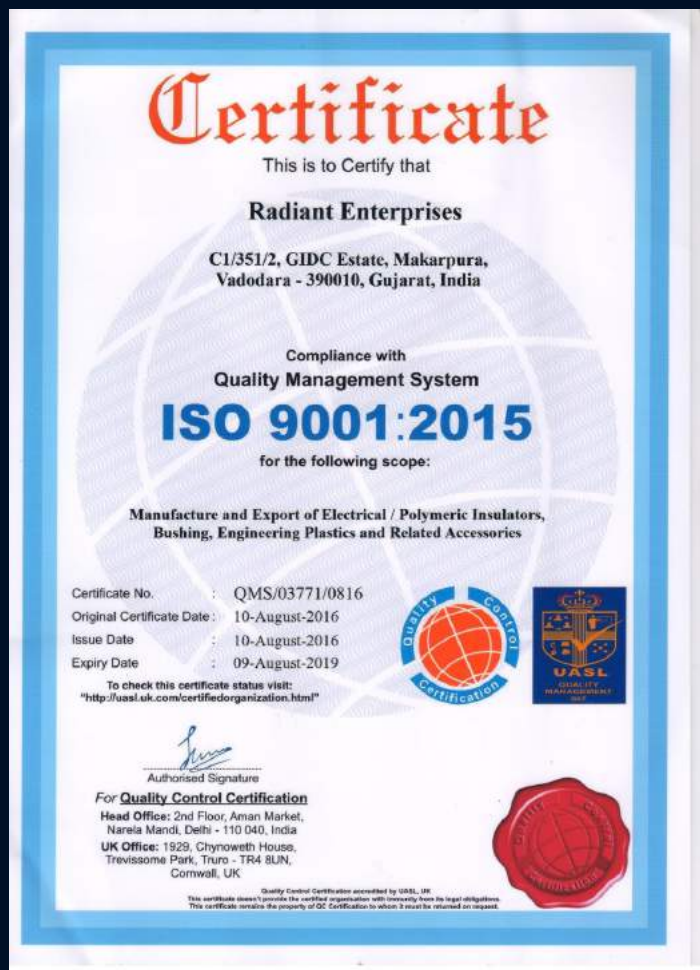 Certificate
This is to Certify that
Radiant Enterprises
C1/351/2, GIDC Estate, Makarpura,
Vadodara - 390010, Gujarat, India
Compliance with
Quality Management System
ISO 9001:2015
for the following scope:
Manufacture and Export of Electrical / Polymeric Insulators,
Bushing, Engineering Plastics and Related Accessories
Certificate No. : QMS/03771/0816
Original Certificate Date : 10-August-2016
Issue Date : 10-August-2016
Expiry Date : 09-August-2019
To check this certificate status visit:
"http://uasl.uk.com/certifiedorganization.html"
Quality Control
Certification
UASL
QUALITY
MANAGEMENT
Authorised Signature
For Quality Control Certification
Head Office: 2nd Floor, Aman Market,
Narela Mandi, Delhi - 110 040, India
UK Office: 1929, Chynoweth House,
Trevissome Park, Truro - TR4 8UN,
Cornwall, UK
Quality Control
Certification
Quality Control Certification accredited by UASL, UK
This certificate doesn't provide the certified organisation with immunity from its legal obligations.
This certificate remains the property of QC Certification to whom it must be returned on request.